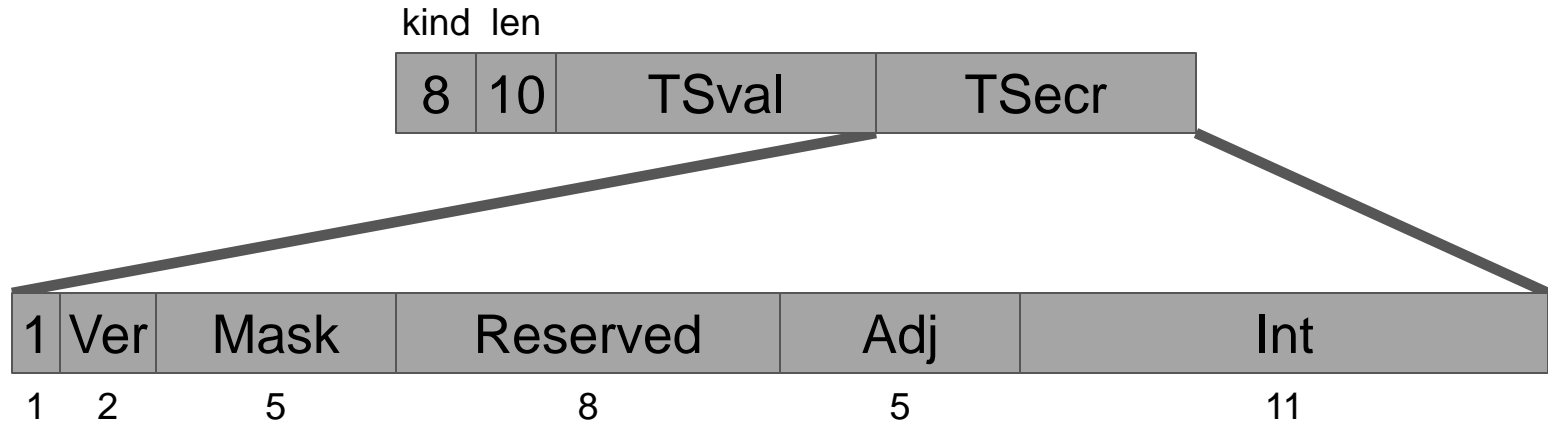 kind len
8 10 TSval TSecr
1 Ver Mask Reserved Adj Int
1 2 5 8 5 11